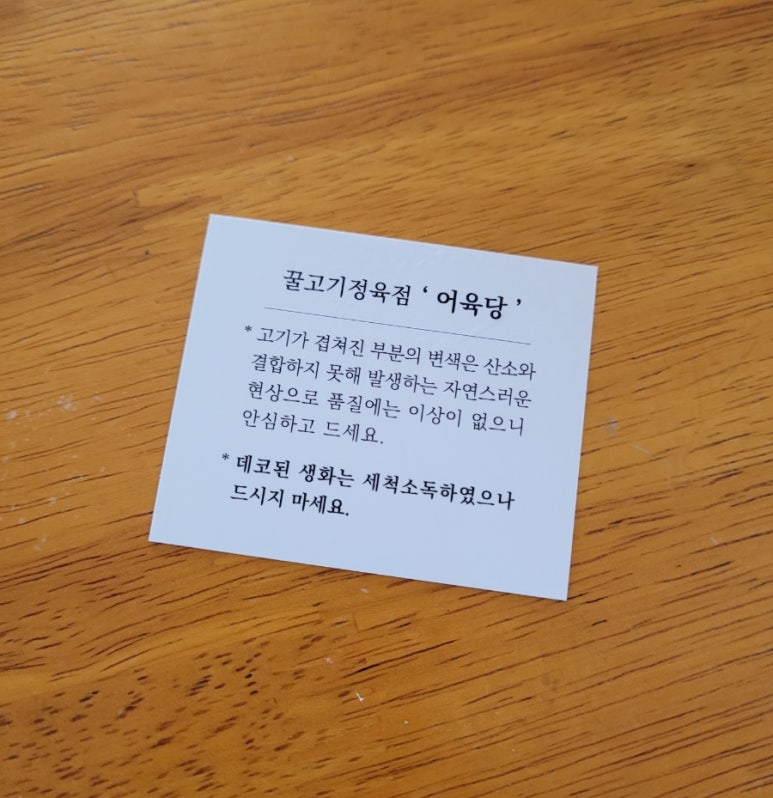 꿀고기정육점 ‘ 어육당 ’
* 고기가 겹쳐진 부분의 변색은 산소와
결합하지 못해 발생하는 자연스러운
현상으로 품질에는 이상이 없으니
안심하고 드세요.
* 데코된 생화는 세척소독하였으나
드시지 마세요.